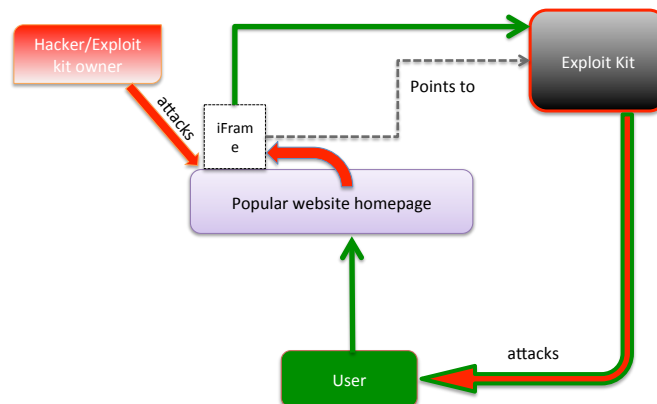 Hacker/Exploit
kit owner
Exploit Kit
Points to
attacks
iFram
e
Popular website homepage
attacks
User